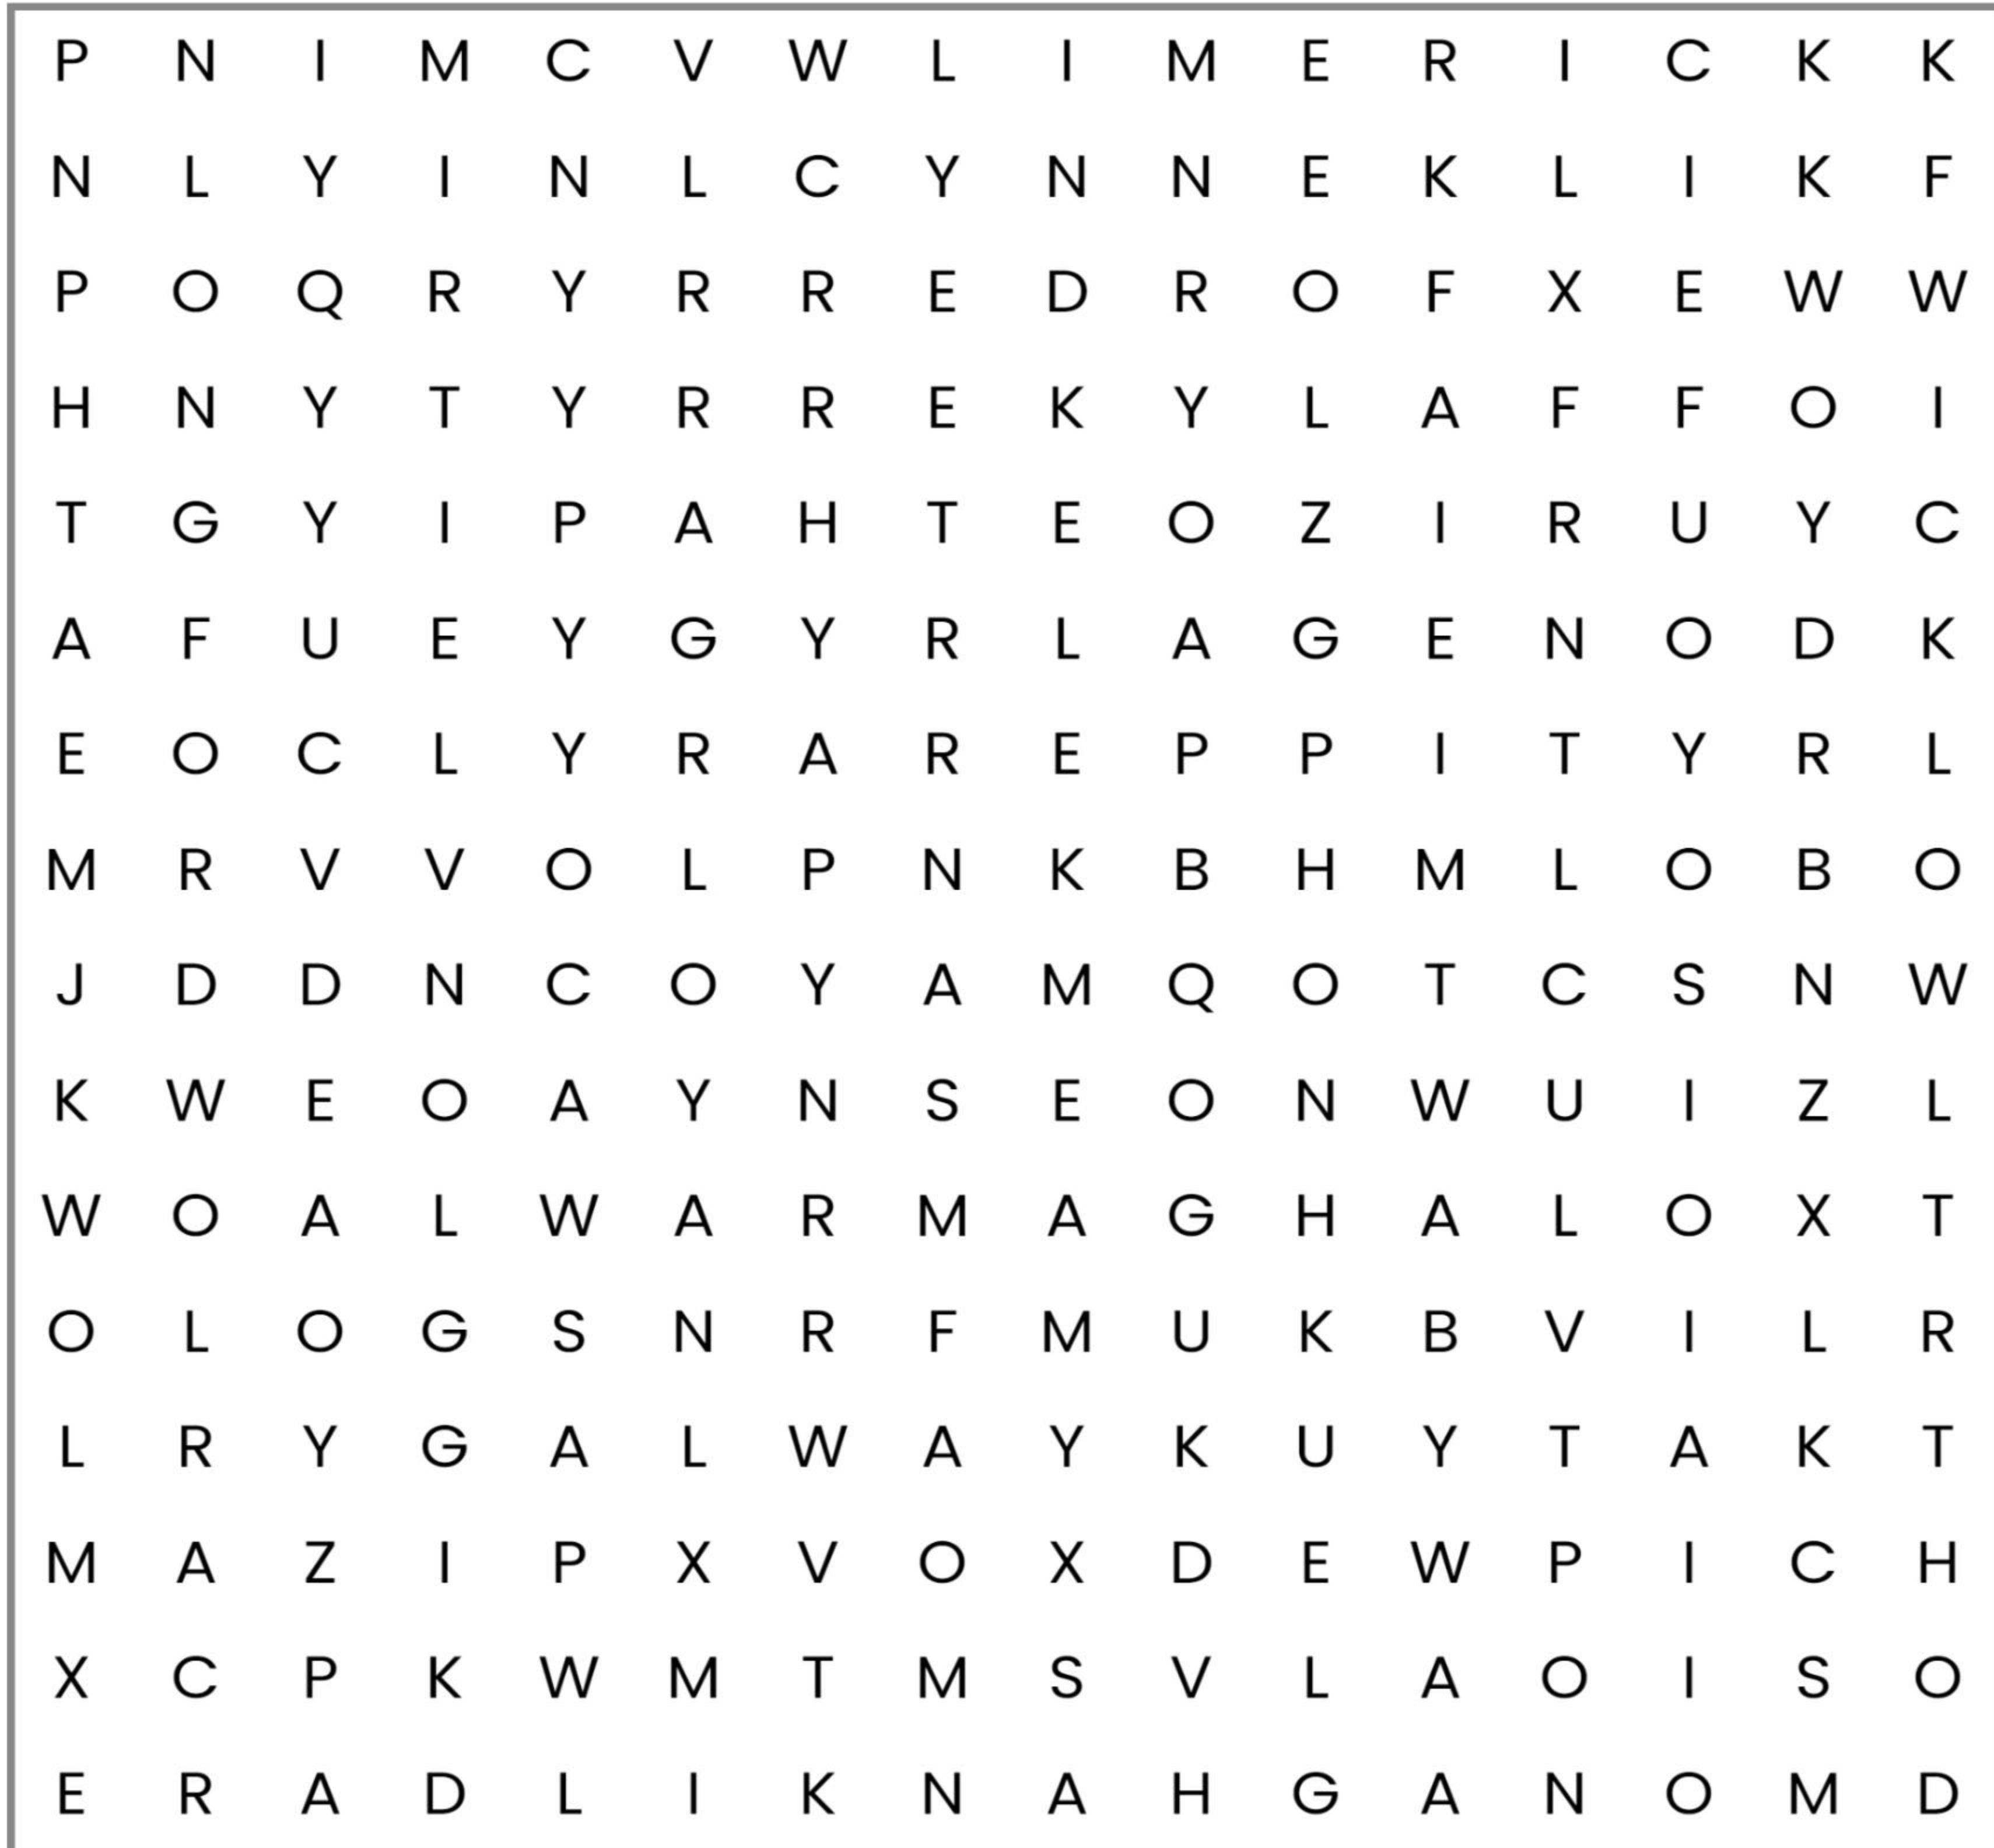 P N I M C V W L I M E R I C K K
N L Y I N L C Y N N E K L I K F
P O Q R Y R R E D R O F X E W W
H N Y T Y R R E K Y L A F F O I
T G Y I P A H T E O Z I R U Y C
A F U E Y G Y R L A G E N O D K
E O C L Y R A R E P P I T Y R L
M R V V O L P N K B H M L O B O
J D D N C O Y A M Q O T C S N W
K W E O A Y N S E O N W U I Z L
W O A L W A R M A G H A L O X T
O L O G S N R F M U K B V I L R
L R Y G A L W A Y K U Y T A K T
M A Z I P X V O X D E W P I C H
X C P K W M T M S V L A O I S O
E R A D L I K N A H G A N O M D